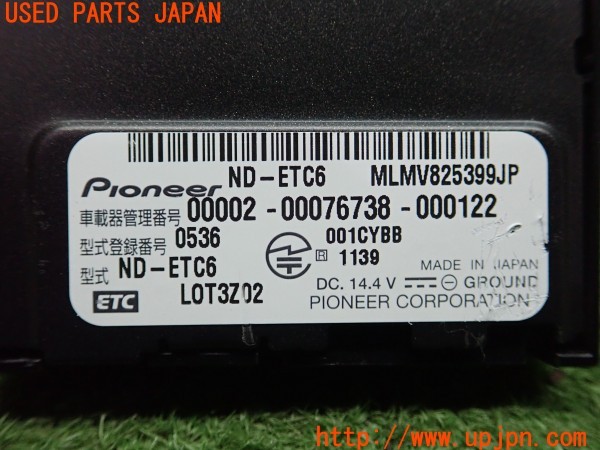 USED PARTS JAPAN
Pioneer ND-ETC6 MLMV825399JP
車載器管理番号 00002-00076738-000122
型式登録番号 0536 001CYBB
型式 ND-ETC6 R 1139 MADE IN JAPAN
ETC LOT3Z02 DC. 14.4 V GROUND
PIONEER CORPORATION
http://www.upjpn.com/